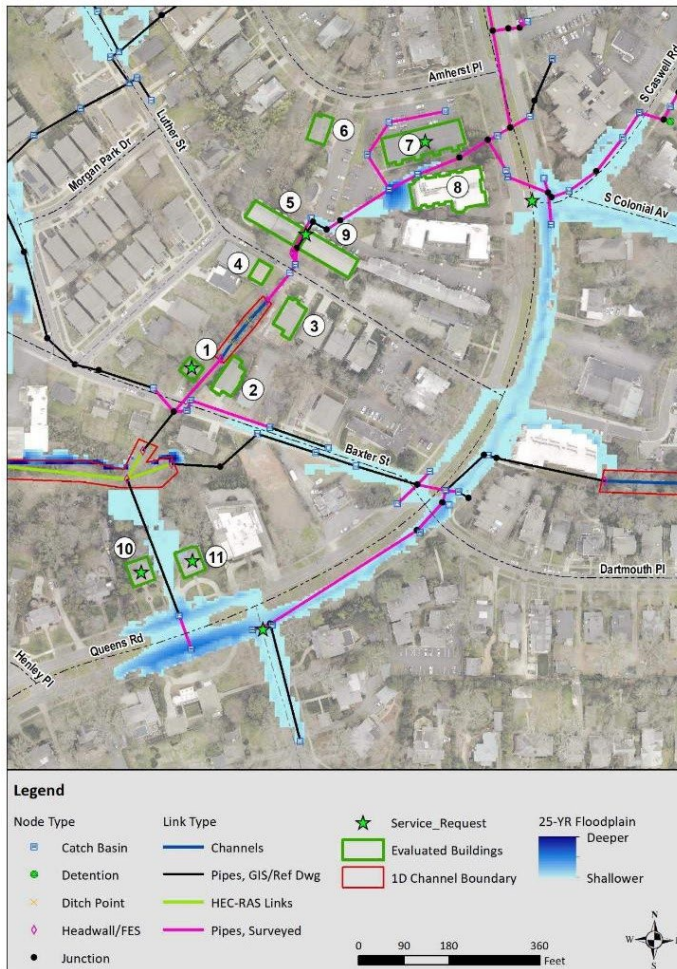 Amherst Pl
S Caswell Rd
Luther St
Morgan Park Dr
6
7
8
S Colonial Av
5
9
4
3
1
2
Baxter St
10
11
Dartmouth Pl
Queens Rd
Henley Pl
Legend
Node Type
Catch Basin
Detention
Ditch Point
Headwall/FES
Junction
Link Type
Channels
Pipes, GIS/Ref Dwg
HEC-RAS Links
Pipes, Surveyed
Service_Request
Evaluated Buildings
1D Channel Boundary
25-YR Floodplain
Deeper
Shallower
0 90 180 360
Feet
N
W E
S